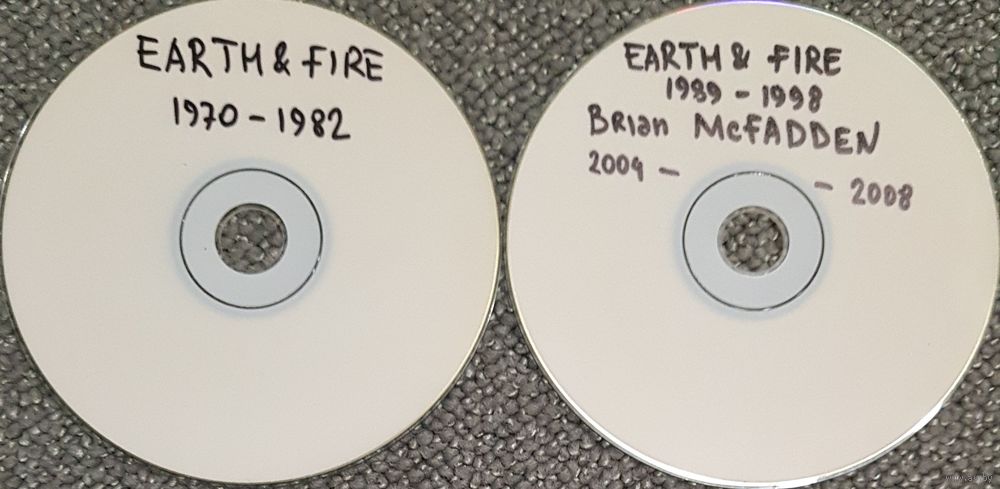 EARTH & FIRE
1970 - 1982
EARTH & FIRE
1989 - 1998
Brian McFADDEN
2004 - - 2008